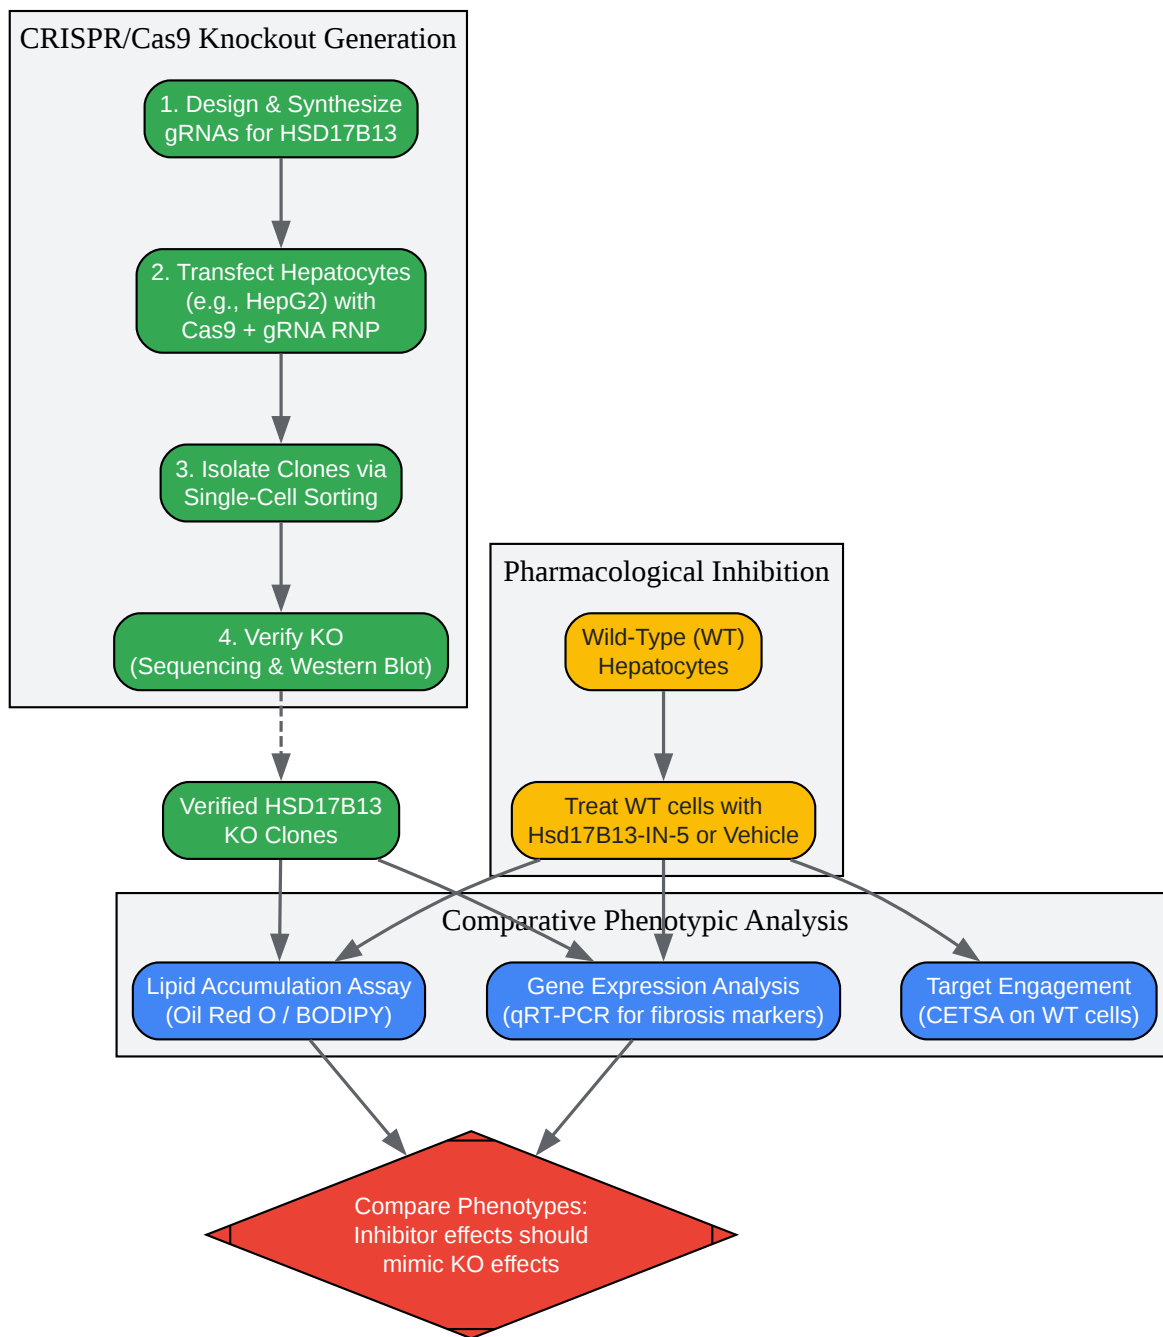 CRISPR/Cas9 Knockout Generation
1. Design & Synthesize
gRNAs for HSD17B13
2. Transfect Hepatocytes
(e.g., HepG2) with
Cas9 + gRNA RNP
3. Isolate Clones via
Single-Cell Sorting
4. Verify KO
(Sequencing & Western Blot)
Verified HSD17B13
KO Clones
Pharmacological Inhibition
Wild-Type (WT)
Hepatocytes
Treat WT cells with
Hsd17B13-IN-5 or Vehicle
Comparative Phenotypic Analysis
Lipid Accumulation Assay
(Oil Red O / BODIPY)
Gene Expression Analysis
(qRT-PCR for fibrosis markers)
Target Engagement
(CETSA on WT cells)
Compare Phenotypes:
Inhibitor effects should
mimic KO effects